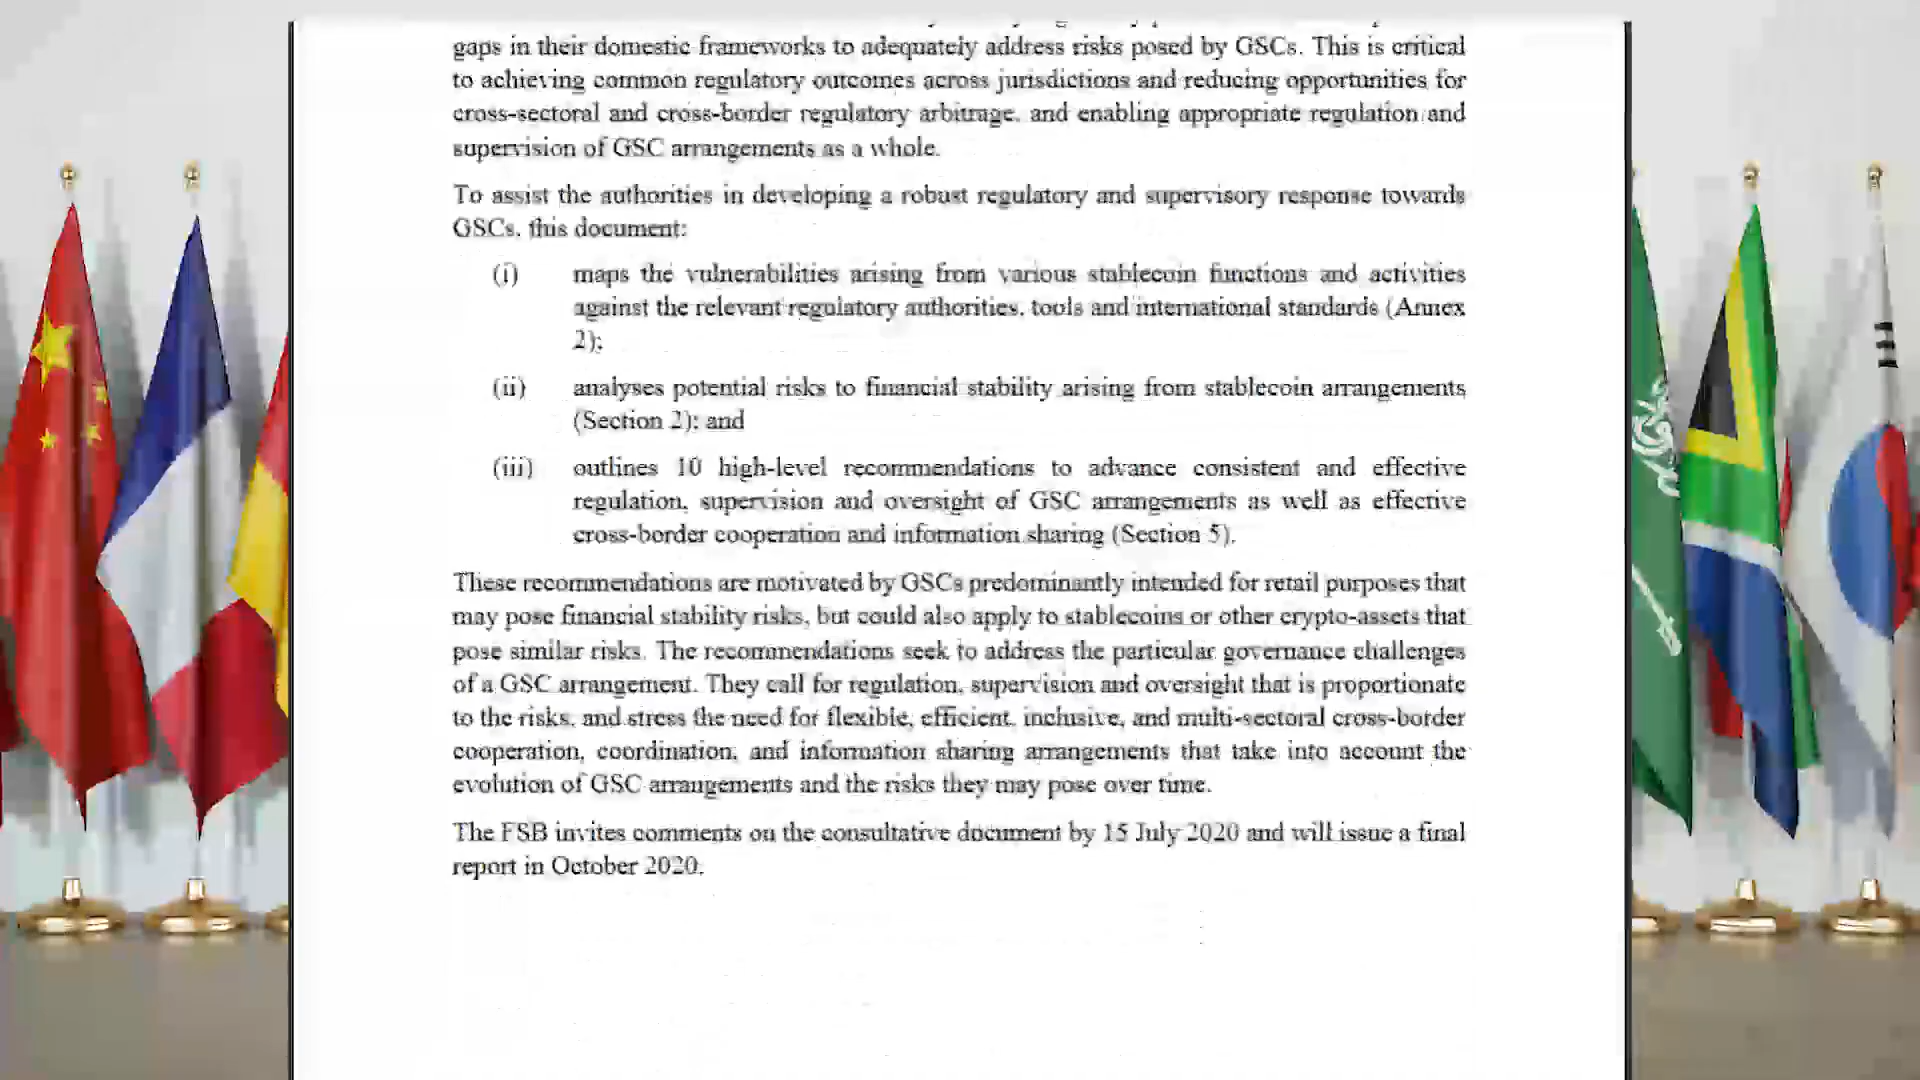 gaps in their domestic frameworks to adequately address risks posed by GSCs. This is critical
to achieving common regulatory outcomes across jurisdictions and reducing opportunities for
cross-sectoral and cross-border regulatory arbitrage, and enabling appropriate regulation and
supervision of GSC arrangements as a whole.
To assist the authorities in developing a robust regulatory and supervisory response towards
GSCs, this document:
(i) maps the vulnerabilities arising from various stablecoin functions and activities
against the relevant regulatory authorities, tools and international standards (Annex
2);
(ii) analyses potential risks to financial stability arising from stablecoin arrangements
(Section 2); and
(iii) outlines 10 high-level recommendations to advance consistent and effective
regulation, supervision and oversight of GSC arrangements as well as effective
cross-border cooperation and information sharing (Section 5).
These recommendations are motivated by GSCs predominantly intended for retail purposes that
may pose financial stability risks, but could also apply to stablecoins or other crypto-assets that
pose similar risks. The recommendations seek to address the particular governance challenges
of a GSC arrangement. They call for regulation, supervision and oversight that is proportionate
to the risks, and stress the need for flexible, efficient, inclusive, and multi-sectoral cross-border
cooperation, coordination, and information sharing arrangements that take into account the
evolution of GSC arrangements and the risks they may pose over time.
The FSB invites comments on the consultative document by 15 July 2020 and will issue a final
report in October 2020.